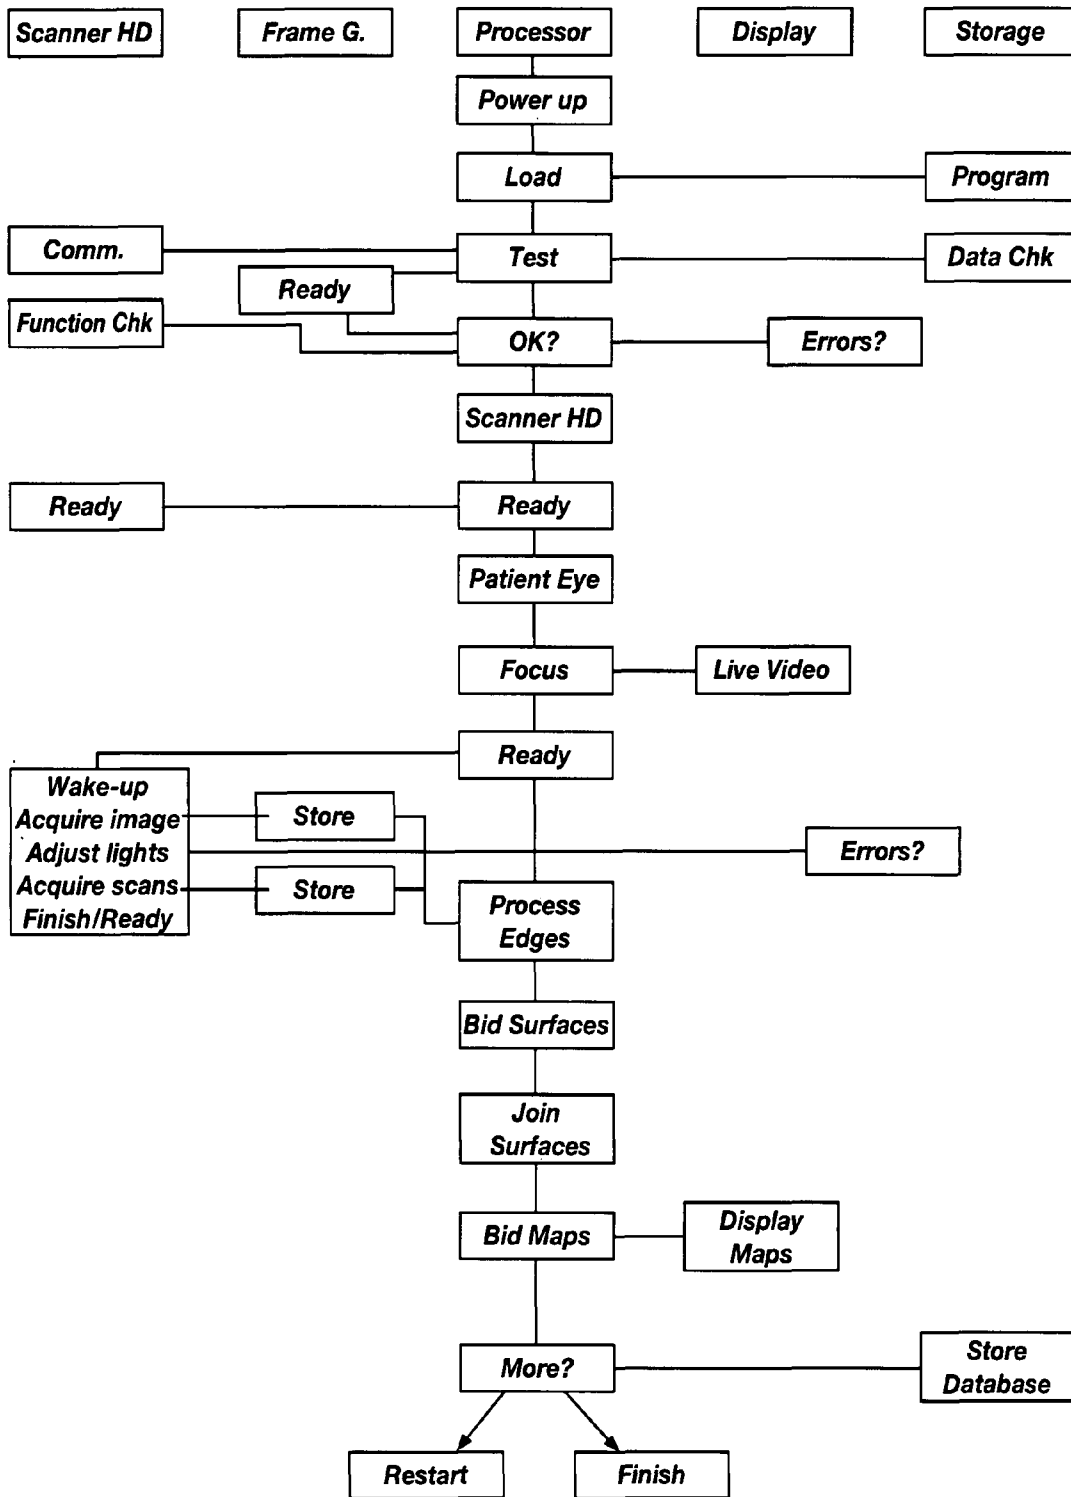 Scanner HD
Frame G.
Processor
Display
Storage
Power up
Load
Program
Comm.
Test
Data Chk
Ready
Function Chk
OK?
Errors?
Scanner HD
Ready
Ready
Patient Eye
Focus
Live Video
Ready
Wake-up
Acquire image
Adjust lights
Acquire scans
Finish/Ready
Store
Store
Errors?
Process
Edges
Bid Surfaces
Join
Surfaces
Bid Maps
Display
Maps
More?
Store
Database
Restart
Finish